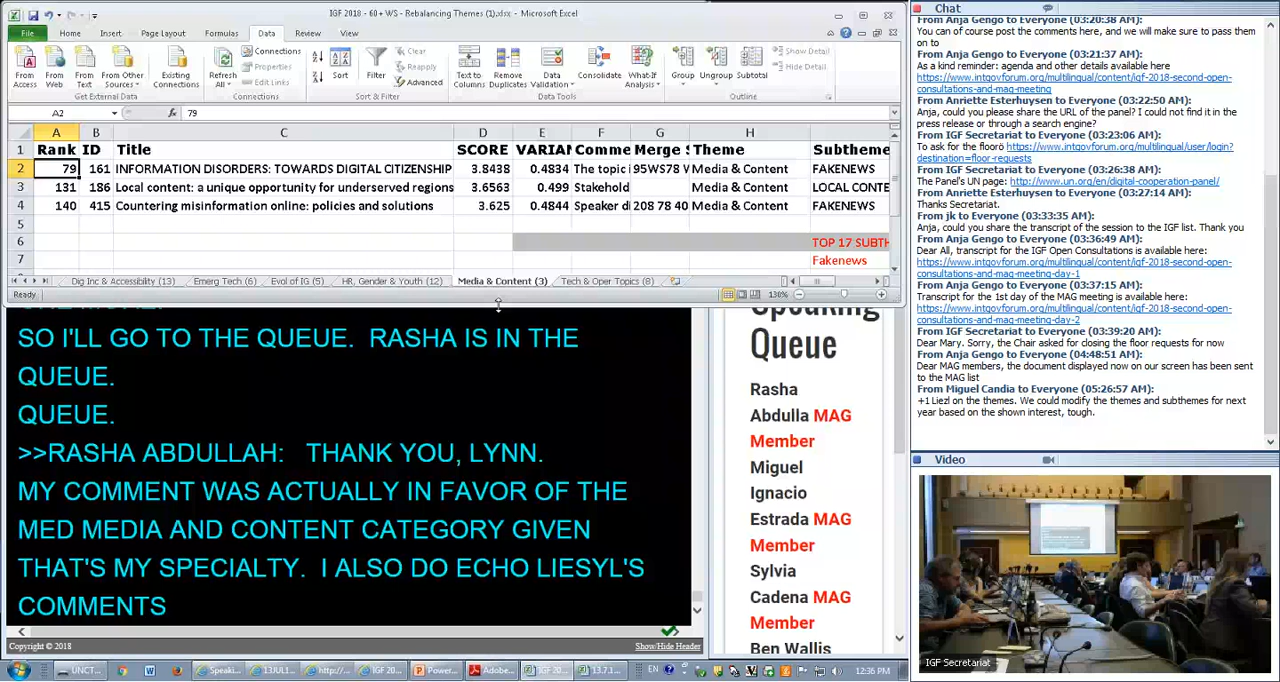 IGF 2018 - 60+ WS - Rebalancing Themes (1).xlsx - Microsoft Excel
File Home Insert Page Layout Formulas Data Review View
From Access
From Web
From Text
From Other Sources
Existing Connections
Refresh All
Connections
Properties
Edit Links
Sort
Filter
Clear
Reapply
Advanced
Text to Columns
Remove Duplicates
Data Validation
Consolidate
What-If Analysis
Group
Ungroup
Subtotal
Show Detail
Hide Detail
Get External Data Connections Sort & Filter Data Tools Outline
A2 fx 79
A B C D E F G H
1 Rank ID Title SCORE VARIAN Comme Merge S Theme Subtheme
2 79 161 INFORMATION DISORDERS: TOWARDS DIGITAL CITIZENSHIP 3.8438 0.4834 The topic i 95WS78 W Media & Content FAKENEWS
3 131 186 Local content: a unique opportunity for underserved regions 3.6563 0.499 Stakehold Media & Content LOCAL CONTE
4 140 415 Countering misinformation online: policies and solutions 3.625 0.4844 Speaker di 208 78 40 Media & Content FAKENEWS
5
6 TOP 17 SUBTH
7 Fakenews
Dig Inc & Accessibility (13) Emerg Tech (6) Evol of IG (5) HR, Gender & Youth (12) Media & Content (3) Tech & Oper Topics (8)
Ready 130%
SO I'LL GO TO THE QUEUE. RASHA IS IN THE
QUEUE.
QUEUE.
>>RASHA ABDULLAH: THANK YOU, LYNN.
MY COMMENT WAS ACTUALLY IN FAVOR OF THE
MED MEDIA AND CONTENT CATEGORY GIVEN
THAT'S MY SPECIALTY. I ALSO DO ECHO LIESYL'S
COMMENTS
Copyright © 2018 Show/Hide Header
Speaking
Queue
Rasha
Abdulla MAG
Member
Miguel
Ignacio
Estrada MAG
Member
Sylvia
Cadena MAG
Member
Ben Wallis
Chat
From Anja Gengo to Everyone (03:20:38 AM):
You can of course post the comments here, and we will make sure to pass them
on to
From Anja Gengo to Everyone (03:21:37 AM):
As a kind reminder: agenda and other details available here
https://www.intgovforum.org/multilingual/content/igf-2018-second-open-
consultations-and-mag-meeting
From Anriette Esterhuysen to Everyone (03:22:50 AM):
Anja, could you please share the URL of the panel? I could not find it in the
press release or through a search engine?
From IGF Secretariat to Everyone (03:23:06 AM):
To ask for the flooró https://www.intgovforum.org/multilingual/user/login?
destination=floor-requests
From IGF Secretariat to Everyone (03:26:38 AM):
The Panel's UN page: http://www.un.org/en/digital-cooperation-panel/
From Anriette Esterhuysen to Everyone (03:27:14 AM):
Thanks Secretariat.
From jk to Everyone (03:33:35 AM):
Anja, could you share the transcript of the session to the IGF list. Thank you
From Anja Gengo to Everyone (03:36:49 AM):
Dear All, transcript for the IGF Open Consultations is available here:
https://www.intgovforum.org/multilingual/content/igf-2018-second-open-
consultations-and-mag-meeting-day-1
From Anja Gengo to Everyone (03:37:15 AM):
Transcript for the 1st day of the MAG meeting is available here:
https://www.intgovforum.org/multilingual/content/igf-2018-second-open-
consultations-and-mag-meeting-day-2
From IGF Secretariat to Everyone (03:39:20 AM):
Dear Mary. Sorry, the Chair asked for closing the floor requests for now
From Anja Gengo to Everyone (04:48:51 AM):
Dear MAG members, the document displayed now on our screen has been sent
to the MAG list
From Miguel Candia to Everyone (05:26:57 AM):
+1 Liezl on the themes. We could modify the themes and subthemes for next
year based on the shown interest, tough.
Video
IGF Secretariat
UNCT... Speaki... 13JUL1... http://... IGF 20... Power... Adobe... IGF 20... 13.7.1... EN 12:36 PM